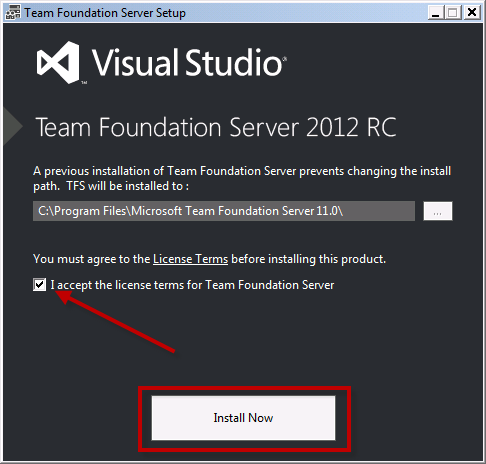 Team Foundation Server Setup
Visual Studio®
™
Team Foundation Server 2012 RC
A previous installation of Team Foundation Server prevents changing the install
path. TFS will be installed to :
C:\Program Files\Microsoft Team Foundation Server 11.0\
...
You must agree to the License Terms before installing this product.
I accept the license terms for Team Foundation Server
Install Now